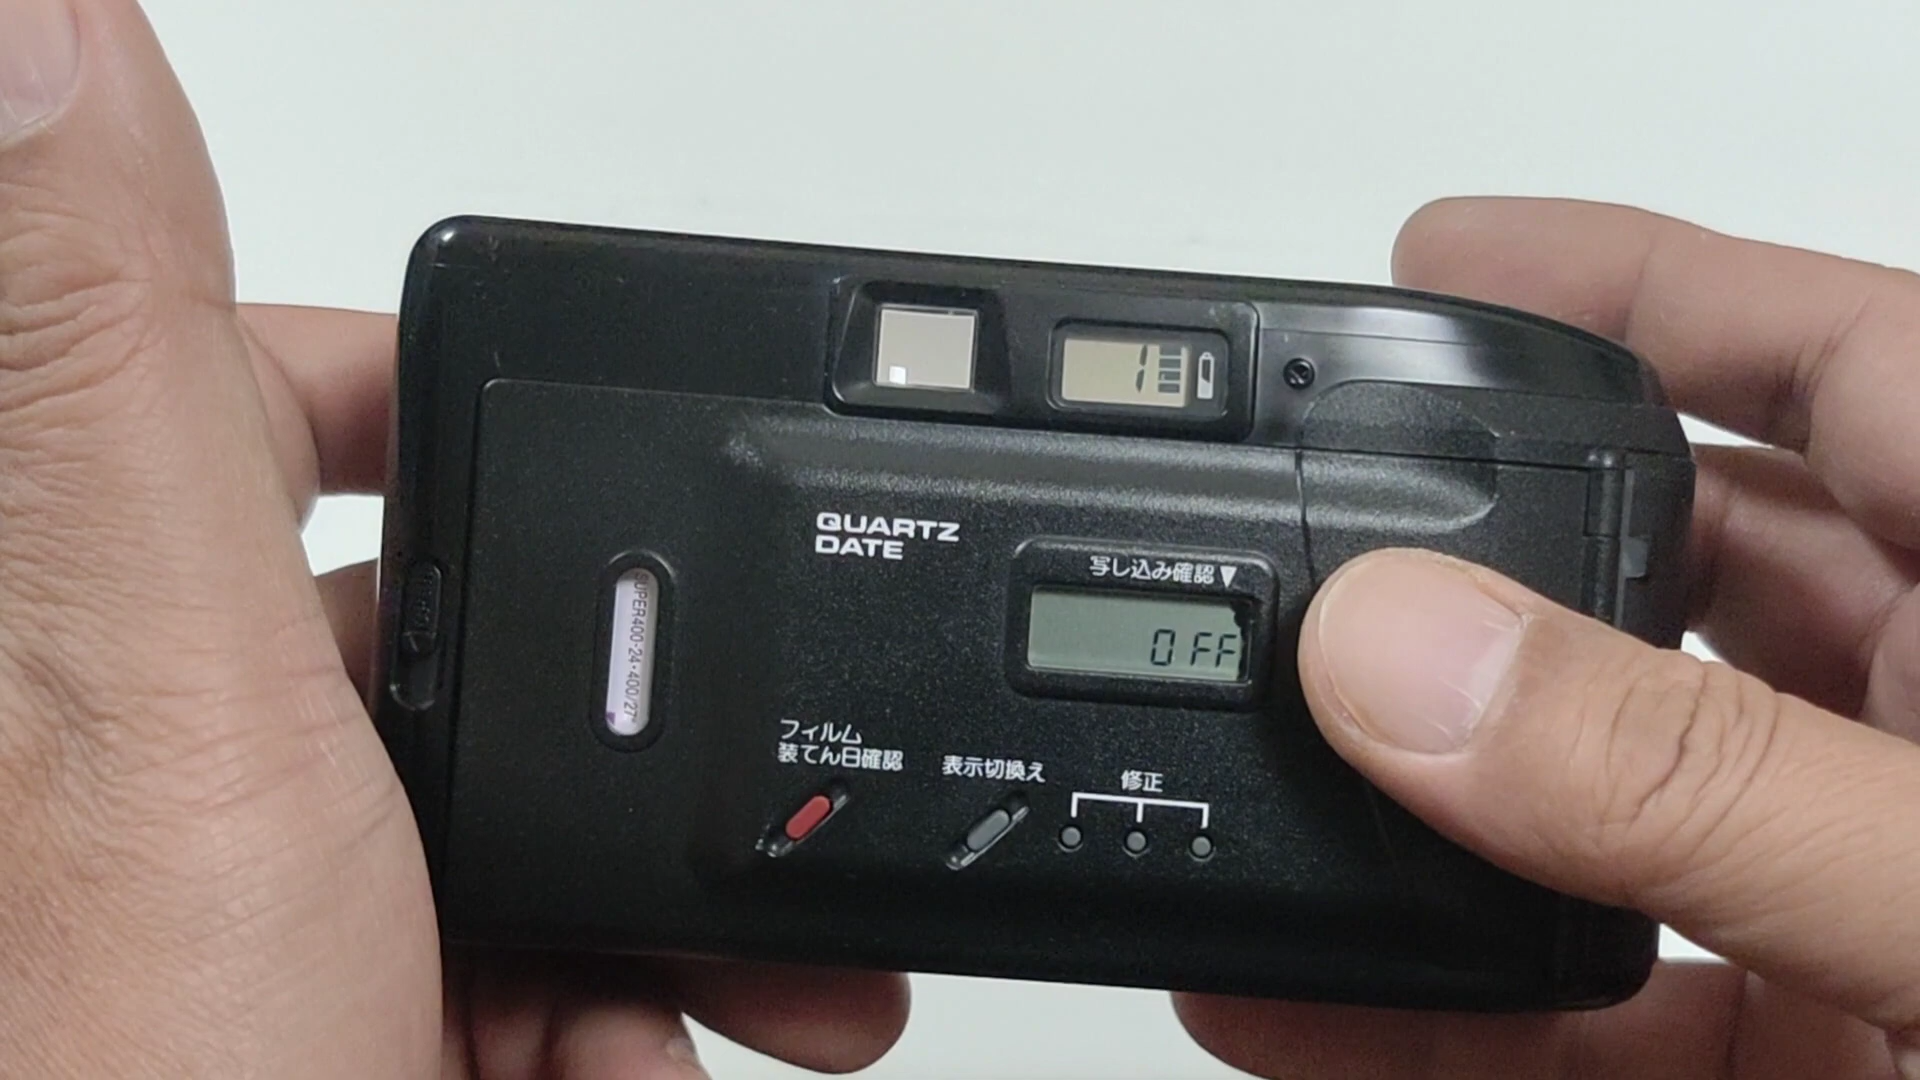 1
QUARTZ
DATE
写し込み確認▼
OFF
SUPER400・24・400/27°
フィルム
装てん日確認
表示切換え
修正